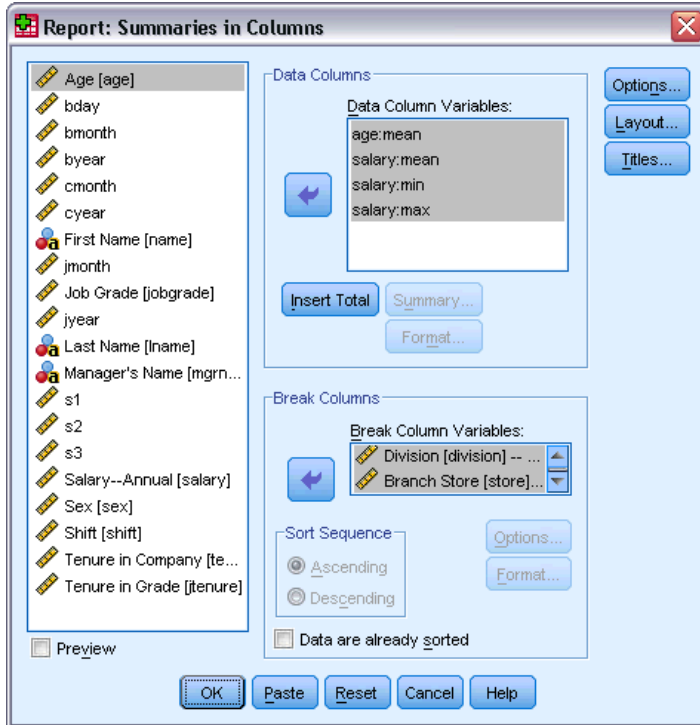 Report: Summaries in Columns
Age [age]
bday
bmonth
byear
cmonth
cyear
First Name [name]
jmonth
Job Grade [jobgrade]
jyear
Last Name [lname]
Manager's Name [mgrn...
s1
s2
s3
Salary--Annual [salary]
Sex [sex]
Shift [shift]
Tenure in Company [te...
Tenure in Grade [jtenure]
Preview
Data Columns
Data Column Variables:
age:mean
salary:mean
salary:min
salary:max
Insert Total
Summary...
Format...
Break Columns
Break Column Variables:
Division [division] -- ...
Branch Store [store]...
Sort Sequence
Ascending
Descending
Options...
Format...
Data are already sorted
Options...
Layout...
Titles...
OK
Paste
Reset
Cancel
Help